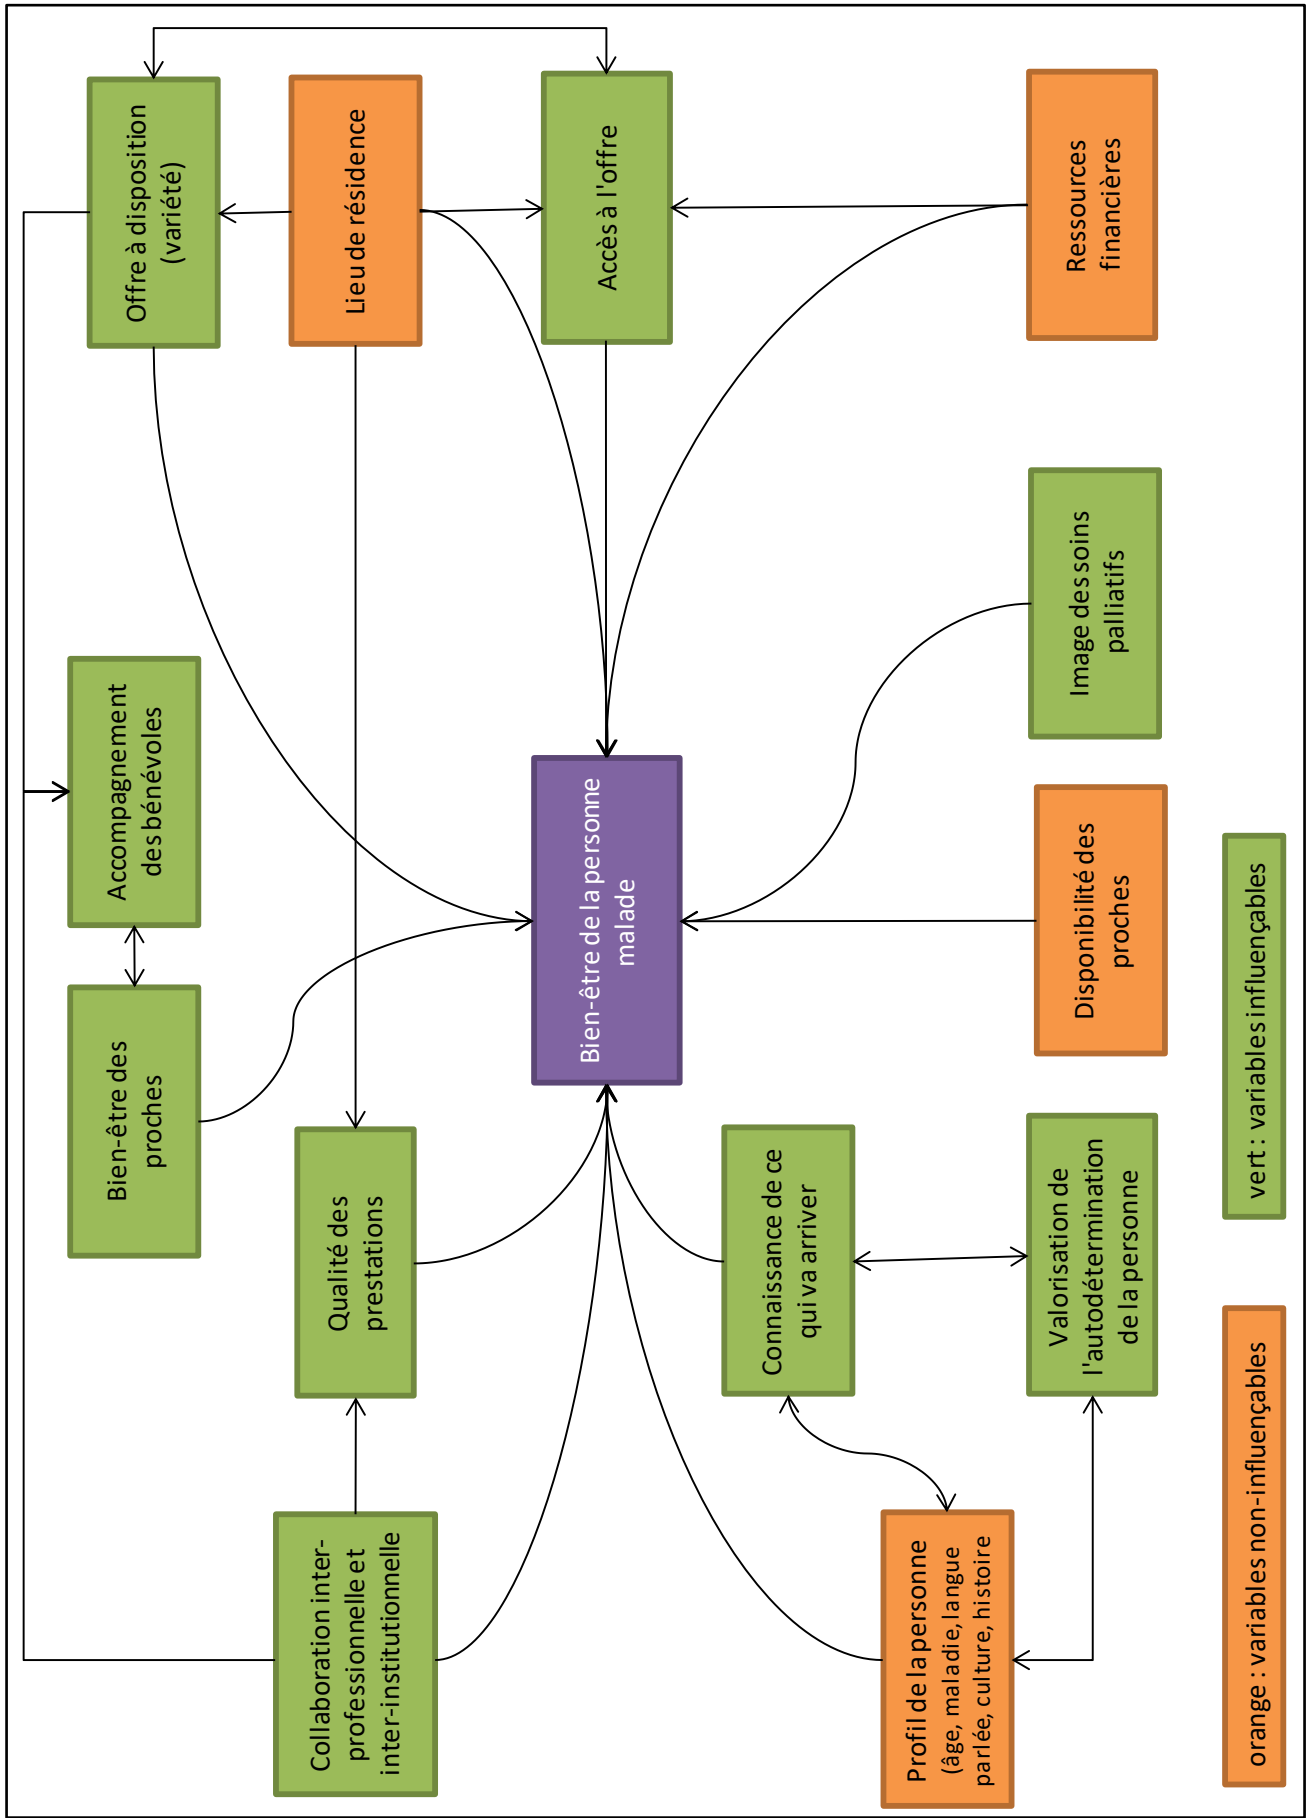 Collaboration inter-
professionnelle et
inter-institutionnelle
Bien-être des
proches
Accompagnement
des bénévoles
Offre à disposition
(variété)
Qualité des
prestations
Lieu de résidence
Bien-être de la personne
malade
Accès à l'offre
Connaissance de ce
qui va arriver
Profil de la personne
(âge, maladie, langue
parlée, culture, histoire
Valorisation de
l'autodétermination
de la personne
Disponibilité des
proches
Image des soins
palliatifs
Ressources
financières
orange : variables non-influençables
vert : variables influençables